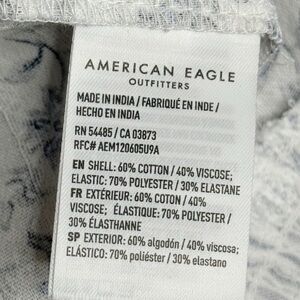 AMERICAN EAGLE
OUTFITTERS
MADE IN INDIA / FABRIQUÉ EN INDE /
HECHO EN INDIA
RN 54485 / CA 03873
RFC# AEM120605U9A
EN SHELL: 60% COTTON / 40% VISCOSE;
ELASTIC: 70% POLYESTER / 30% ELASTANE
FR EXTÉRIEUR: 60% COTON / 40%
VISCOSE; ÉLASTIQUE: 70% POLYESTER /
30% ÉLASTHANNE
SP EXTERIOR: 60% algodón / 40% viscosa;
ELÁSTICO: 70% poliéster / 30% elastano